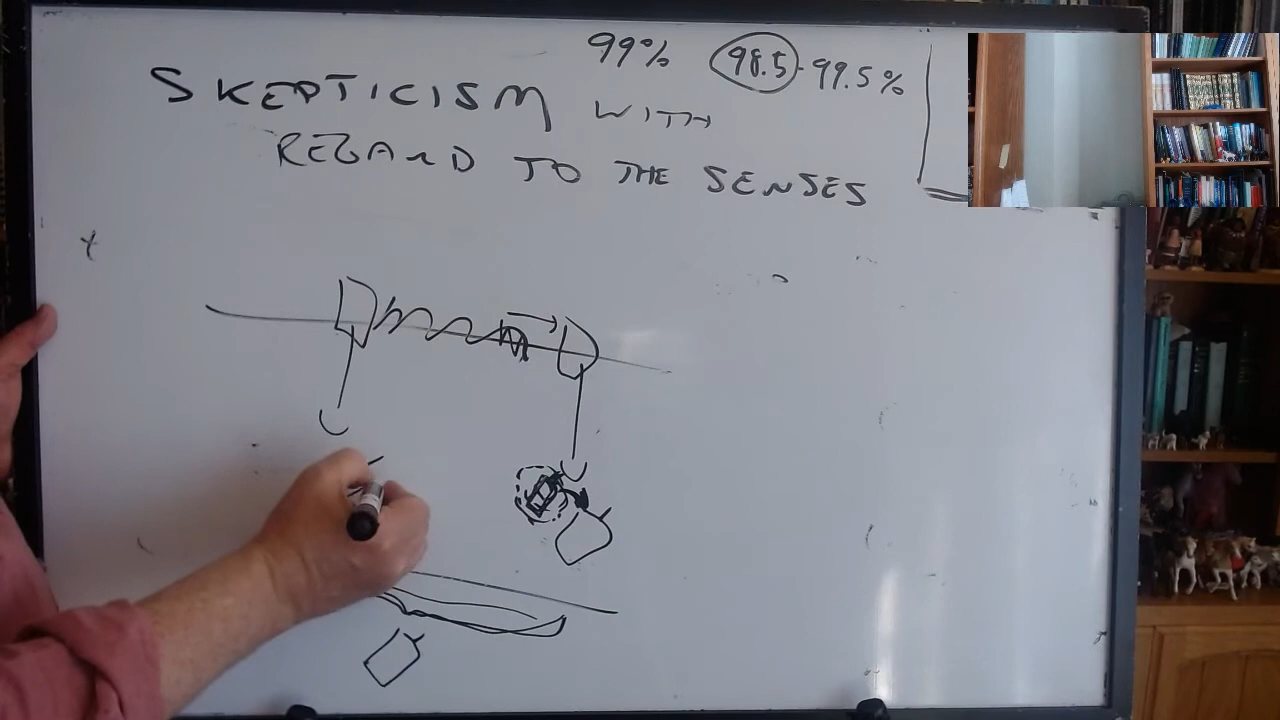 99% 98.5-99.5%
SKEPTICISM WITH
REGARD TO THE SENSES